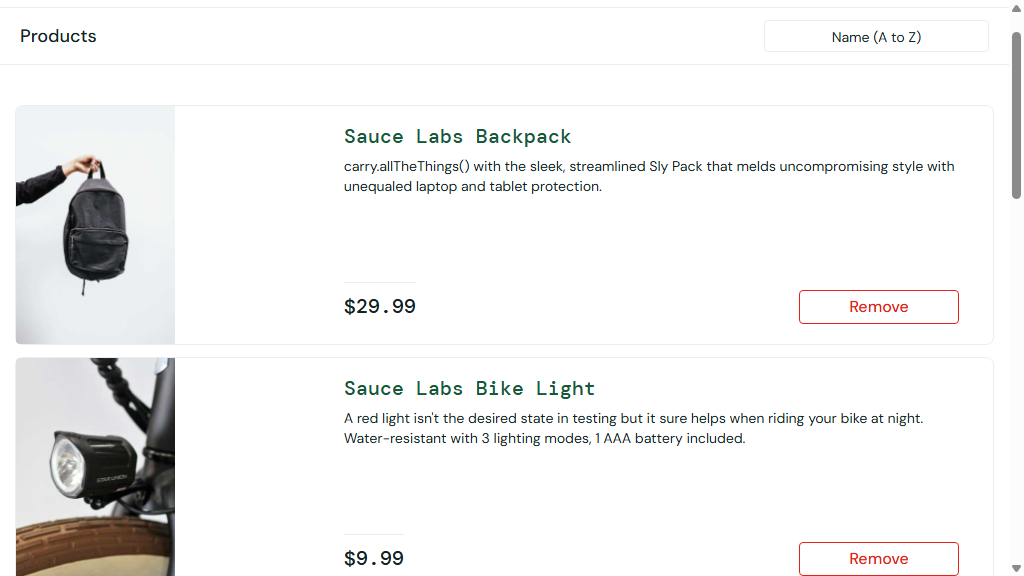 Products
Name (A to Z)
Sauce Labs Backpack
carry.allTheThings() with the sleek, streamlined Sly Pack that melds uncompromising style with
unequaled laptop and tablet protection.
$29.99
Remove
Sauce Labs Bike Light
A red light isn't the desired state in testing but it sure helps when riding your bike at night.
Water-resistant with 3 lighting modes, 1 AAA battery included.
$9.99
Remove